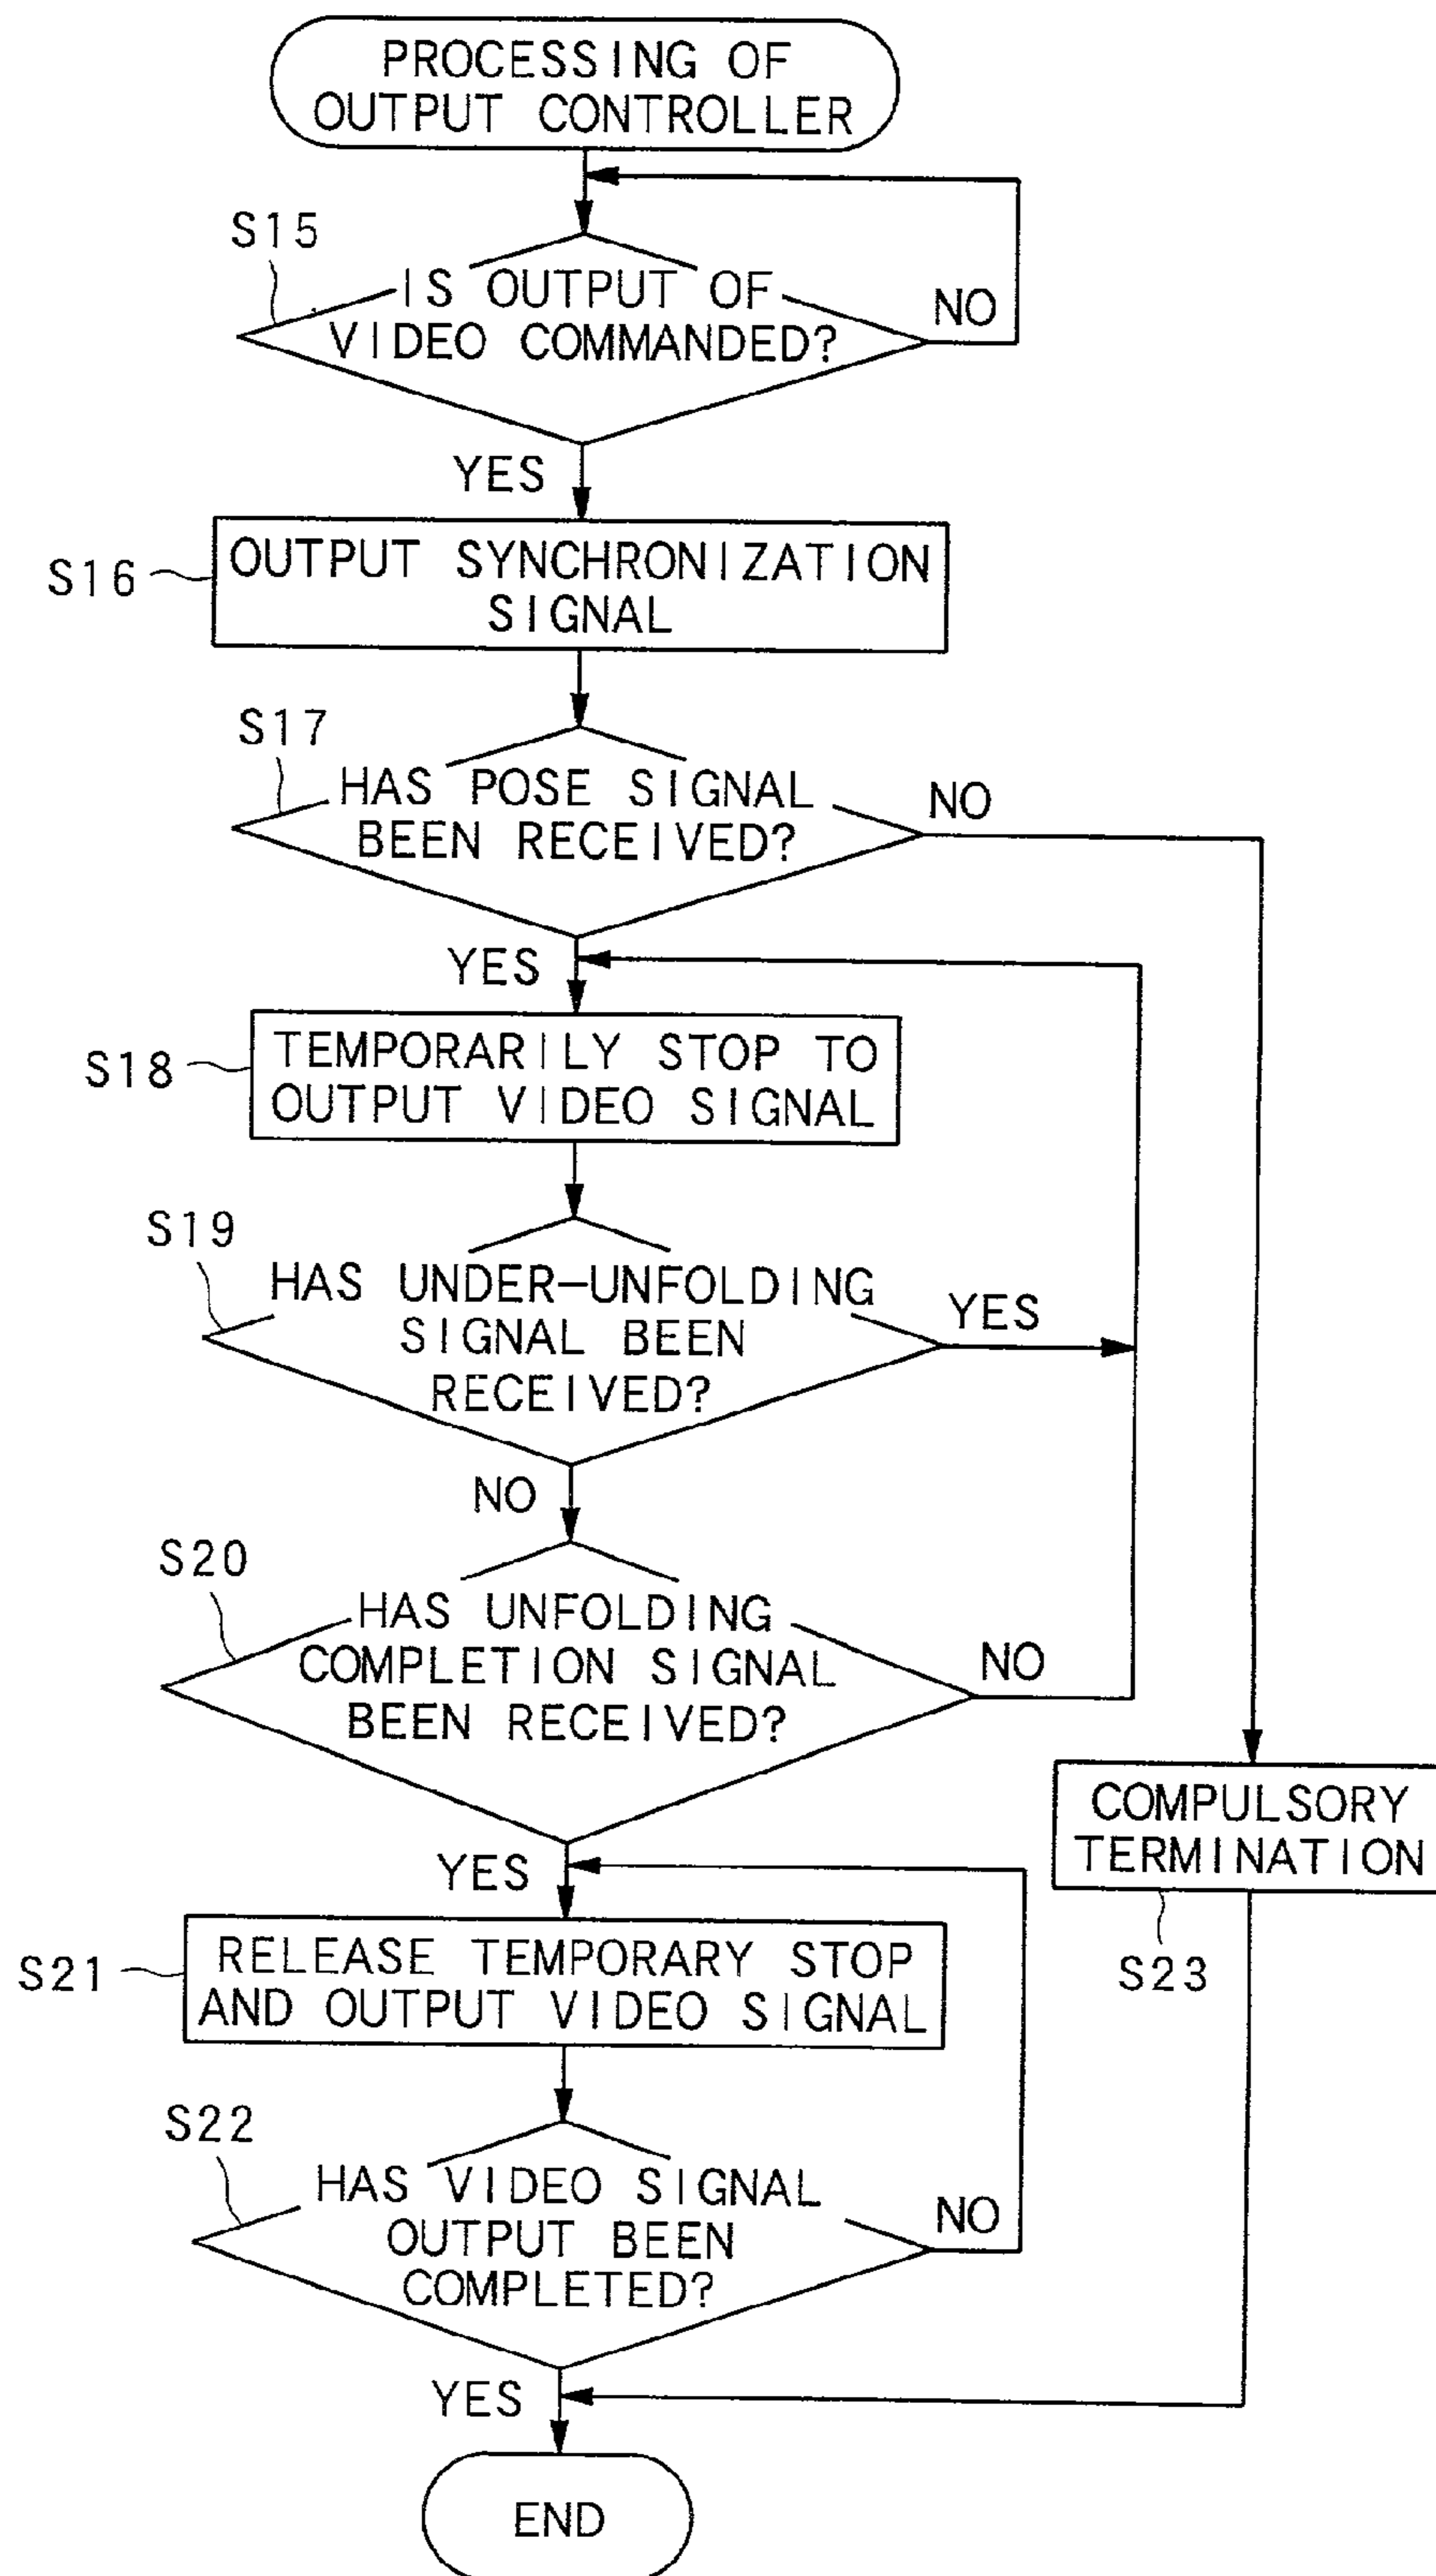 PROCESSING OF
OUTPUT CONTROLLER
S15
IS OUTPUT OF
VIDEO COMMANDED?
NO
YES
S16
OUTPUT SYNCHRONIZATION
SIGNAL
S17
HAS POSE SIGNAL
BEEN RECEIVED?
NO
YES
S18
TEMPORARILY STOP TO
OUTPUT VIDEO SIGNAL
S19
HAS UNDER-UNFOLDING
SIGNAL BEEN
RECEIVED?
YES
NO
S20
HAS UNFOLDING
COMPLETION SIGNAL
BEEN RECEIVED?
NO
YES
COMPULSORY
TERMINATION
S23
S21
RELEASE TEMPORARY STOP
AND OUTPUT VIDEO SIGNAL
S22
HAS VIDEO SIGNAL
OUTPUT BEEN
COMPLETED?
NO
YES
END